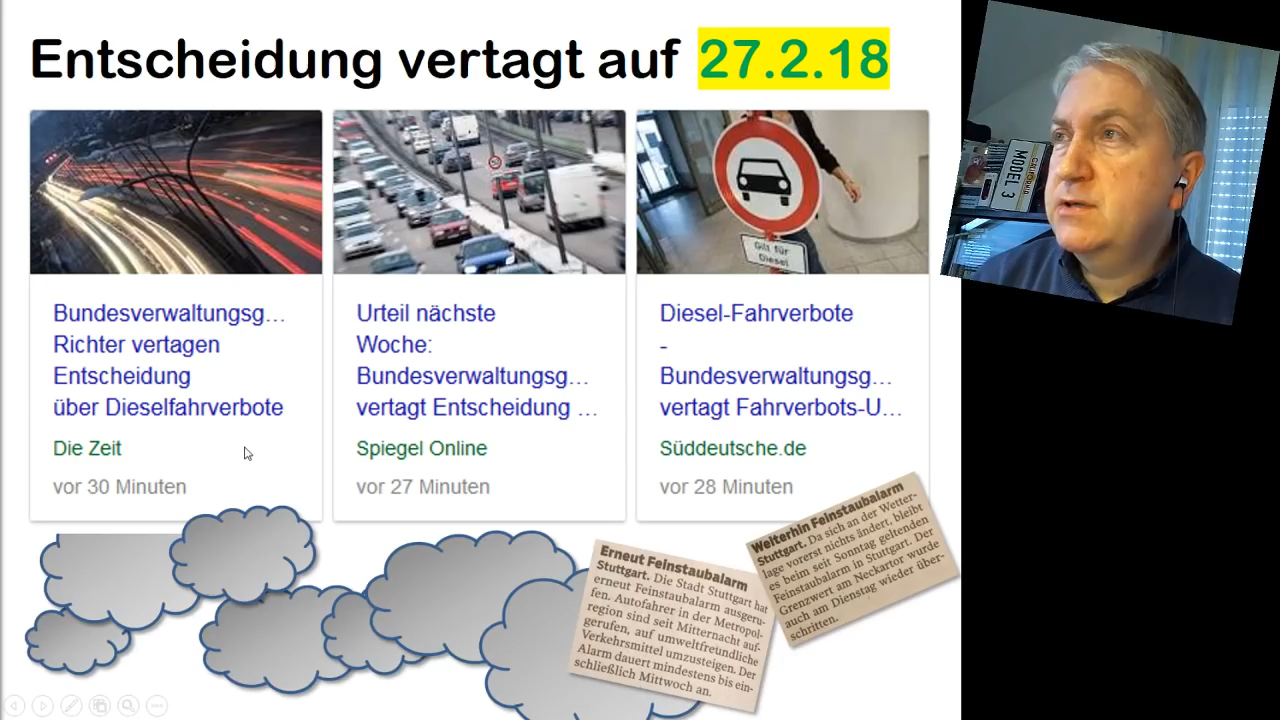 Entscheidung vertagt auf 27.2.18
Bundesverwaltungsg…
Richter vertagen
Entscheidung
über Dieselfahrverbote
Die Zeit
vor 30 Minuten
Urteil nächste
Woche:
Bundesverwaltungsg…
vertagt Entscheidung …
Spiegel Online
vor 27 Minuten
Gilt für
Diesel
Diesel-Fahrverbote
-
Bundesverwaltungsg…
vertagt Fahrverbots-U…
Süddeutsche.de
vor 28 Minuten
Erneut Feinstaubalarm
Stuttgart. Die Stadt Stuttgart hat
erneut Feinstaubalarm ausgeru-
fen. Autofahrer in der Metropol-
region sind seit Mitternacht auf-
gerufen, auf umweltfreundliche
Verkehrsmittel umzusteigen. Der
Alarm dauert mindestens bis ein-
schließlich Mittwoch an.
Weiterhin Feinstaubalarm
Stuttgart. Da sich an der Wetter-
lage vorerst nichts ändert, bleibt
es beim seit Sonntag geltenden
Feinstaubalarm in Stuttgart. Der
Grenzwert am Neckartor wurde
auch am Dienstag wieder über-
schritten.
MODEL 3